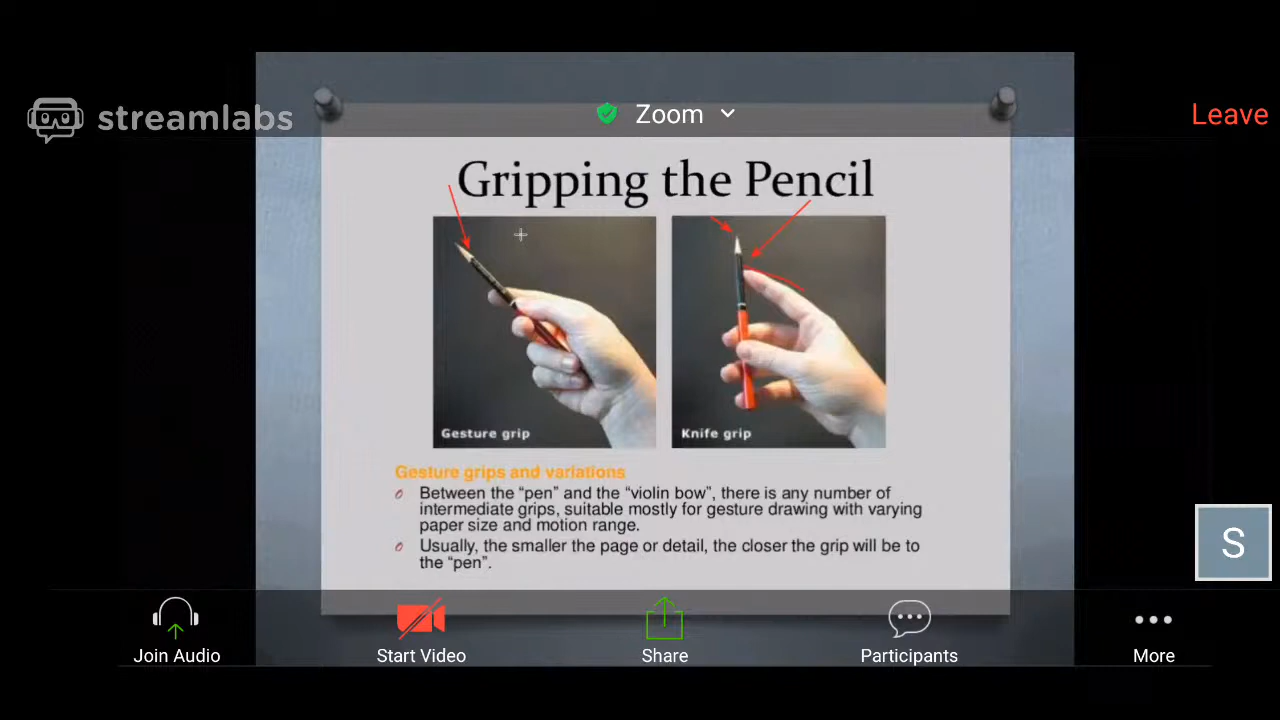 streamlabs
Zoom
Leave
Gripping the Pencil
Gesture grip
Knife grip
Gesture grips and variations
Between the “pen” and the “violin bow”, there is any number of
intermediate grips, suitable mostly for gesture drawing with varying
paper size and motion range.
Usually, the smaller the page or detail, the closer the grip will be to
the “pen”.
S
Join Audio
Start Video
Share
Participants
More